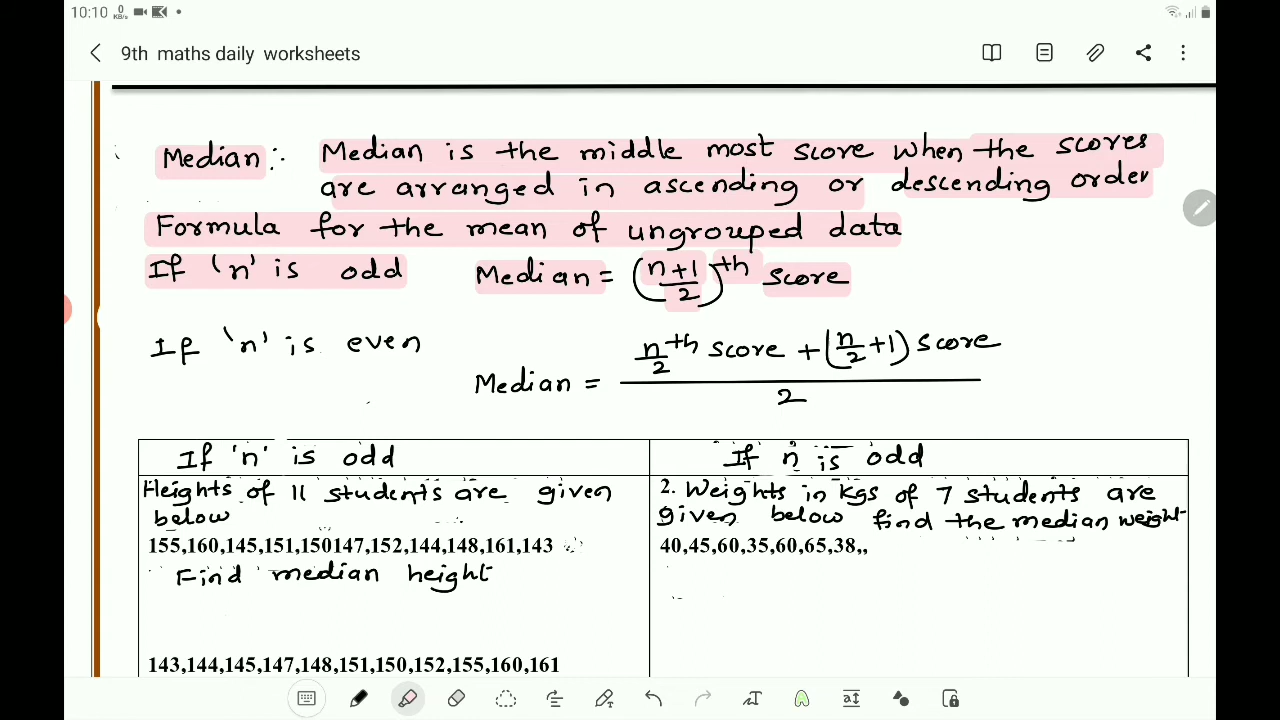 10:10 0 KB/s
9th maths daily worksheets
Median :- Median is the middle most score when the scores
are arranged in ascending or descending order
Formula for the mean of ungrouped data
If 'n' is odd Median = (n+1/2)th score
If 'n' is even
Median = n/2 th score + (n/2 +1) score / 2
If 'n' is odd
Heights of 11 students are given
below
155,160,145,151,150147,152,144,148,161,143
Find median height
143,144,145,147,148,151,150,152,155,160,161
If n is odd
2. Weights in kgs of 7 students are
given below find the median weight
40,45,60,35,60,65,38,,